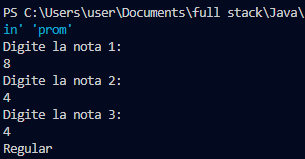 PS C:\Users\user\Documents\full stack\Java\
in' 'prom'
Digite la nota 1:
8
Digite la nota 2:
4
Digite la nota 3:
4
Regular